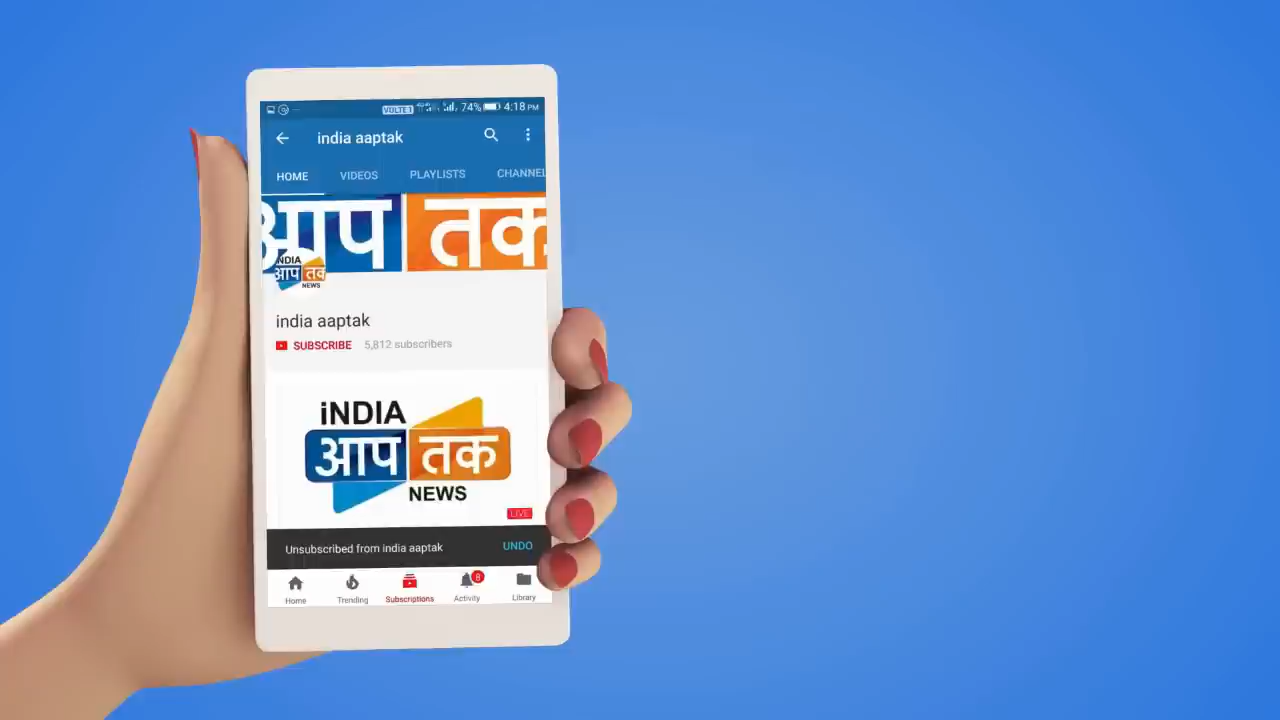 VoLTE 1 74% 4:18 PM
india aaptak
HOME VIDEOS PLAYLISTS CHANNEL
आप तक
INDIA
आप तक
NEWS
india aaptak
SUBSCRIBE 5,812 subscribers
iNDIA
आप तक
NEWS
LIVE
Unsubscribed from india aaptak UNDO
8
Home Trending Subscriptions Activity Library